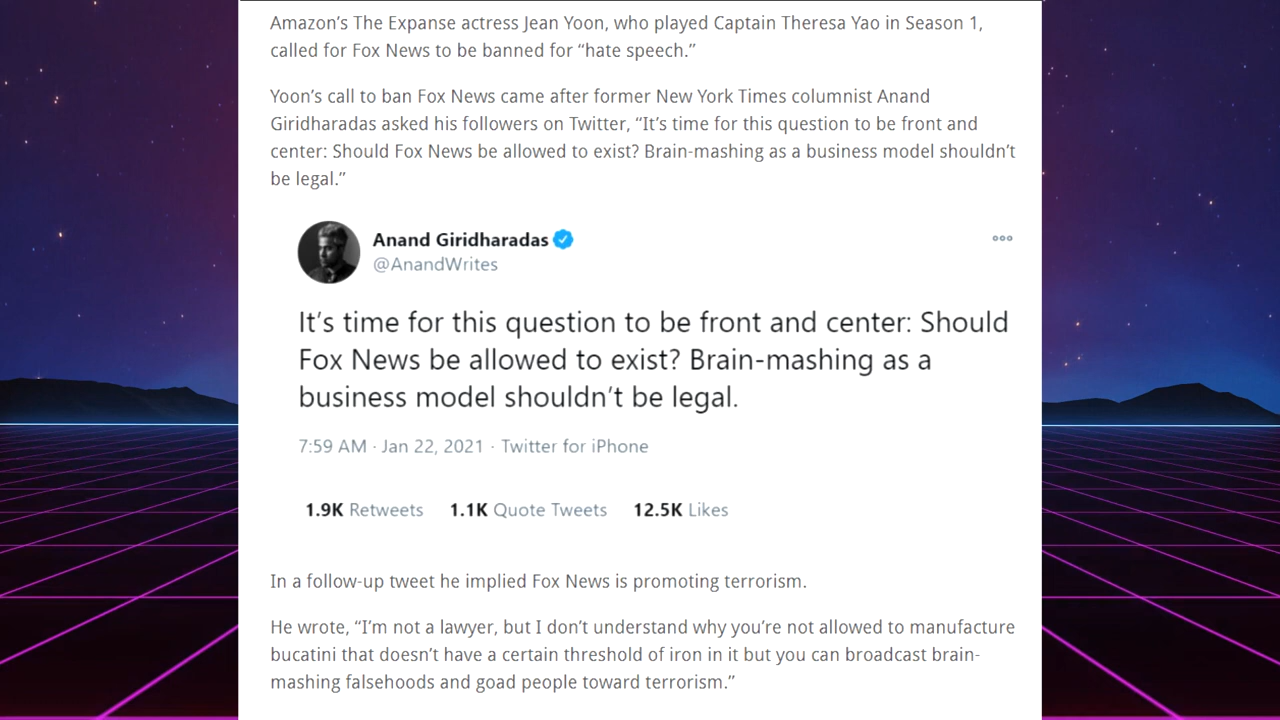 Amazon’s The Expanse actress Jean Yoon, who played Captain Theresa Yao in Season 1,
called for Fox News to be banned for “hate speech.”
Yoon’s call to ban Fox News came after former New York Times columnist Anand
Giridharadas asked his followers on Twitter, “It’s time for this question to be front and
center: Should Fox News be allowed to exist? Brain-mashing as a business model shouldn’t
be legal.”
Anand Giridharadas
@AnandWrites
It’s time for this question to be front and center: Should
Fox News be allowed to exist? Brain-mashing as a
business model shouldn’t be legal.
7:59 AM · Jan 22, 2021 · Twitter for iPhone
1.9K Retweets 1.1K Quote Tweets 12.5K Likes
In a follow-up tweet he implied Fox News is promoting terrorism.
He wrote, “I’m not a lawyer, but I don’t understand why you’re not allowed to manufacture
bucatini that doesn’t have a certain threshold of iron in it but you can broadcast brain-
mashing falsehoods and goad people toward terrorism.”